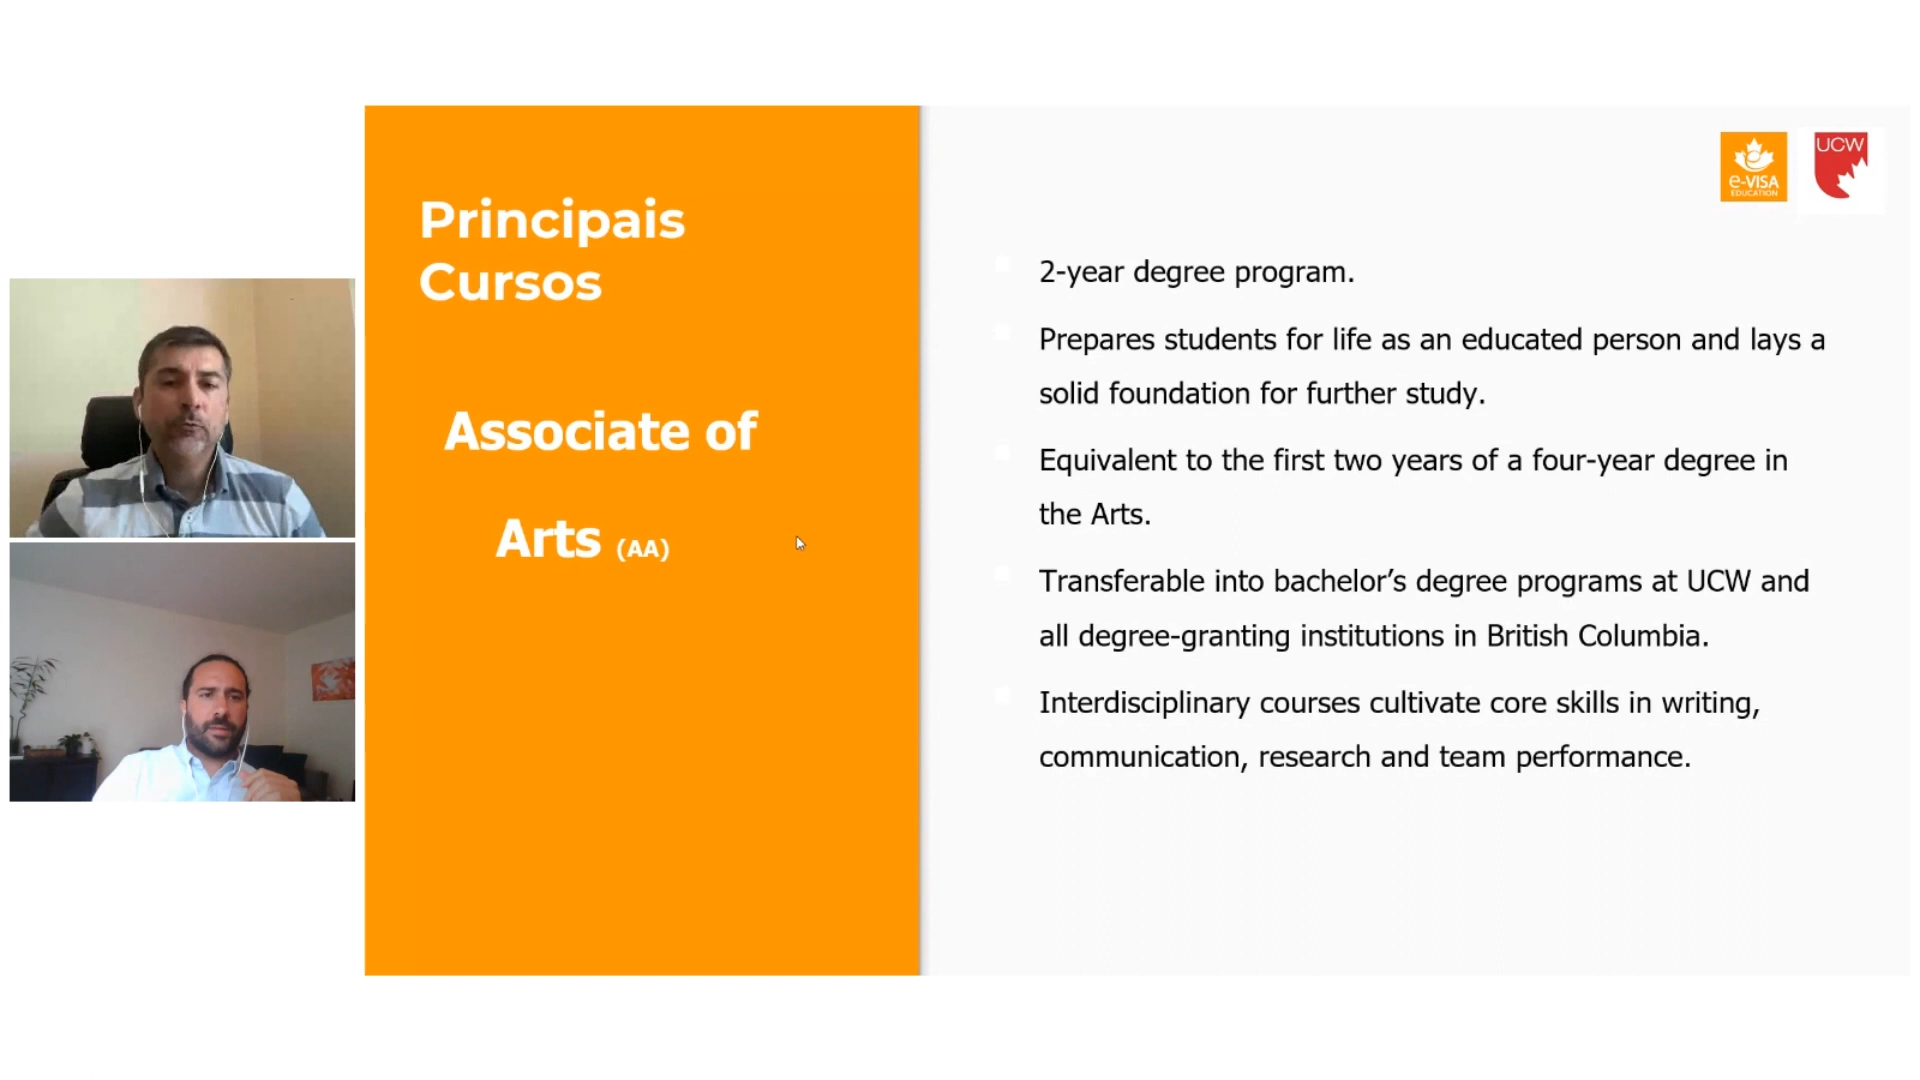 Principais
Cursos
Associate of
Arts (AA)
e-VISA
EDUCATION
UCW
2-year degree program.
Prepares students for life as an educated person and lays a
solid foundation for further study.
Equivalent to the first two years of a four-year degree in
the Arts.
Transferable into bachelor’s degree programs at UCW and
all degree-granting institutions in British Columbia.
Interdisciplinary courses cultivate core skills in writing,
communication, research and team performance.